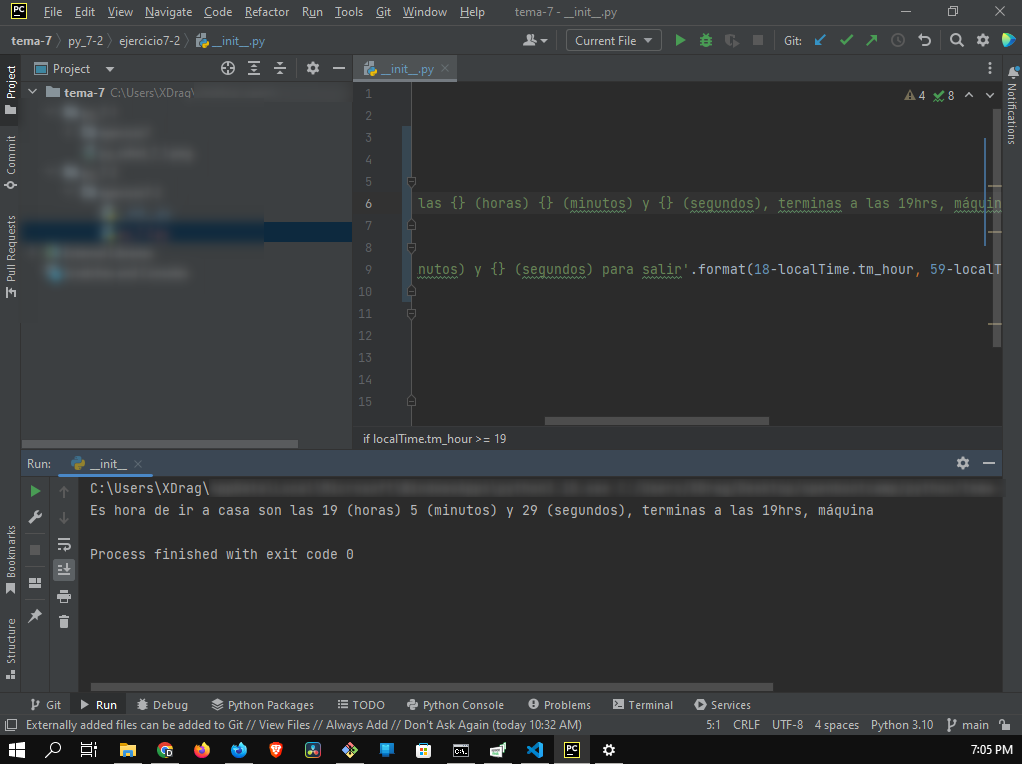 PC File Edit View Navigate Code Refactor Run Tools Git Window Help tema-7 - __init__.py
tema-7 py_7-2 ejercicio7-2 __init__.py Current File Git:
Project
Project
__init__.py
tema-7 C:\Users\XDrag\
Commit
Pull Requests
Bookmarks
Structure
Notifications
4 8
1
2
3
4
5
6 las {} (horas) {} (minutos) y {} (segundos), terminas a las 19hrs, máquin
7
8
9 nutos) y {} (segundos) para salir'.format(18-localTime.tm_hour, 59-localT
10
11
12
13
14
15
if localTime.tm_hour >= 19
Run: __init__
C:\Users\XDrag\
Es hora de ir a casa son las 19 (horas) 5 (minutos) y 29 (segundos), terminas a las 19hrs, máquina
Process finished with exit code 0
Git Run Debug Python Packages TODO Python Console Problems Terminal Services
Externally added files can be added to Git // View Files // Always Add // Don't Ask Again (today 10:32 AM) 5:1 CRLF UTF-8 4 spaces Python 3.10 main
PC 7:05 PM